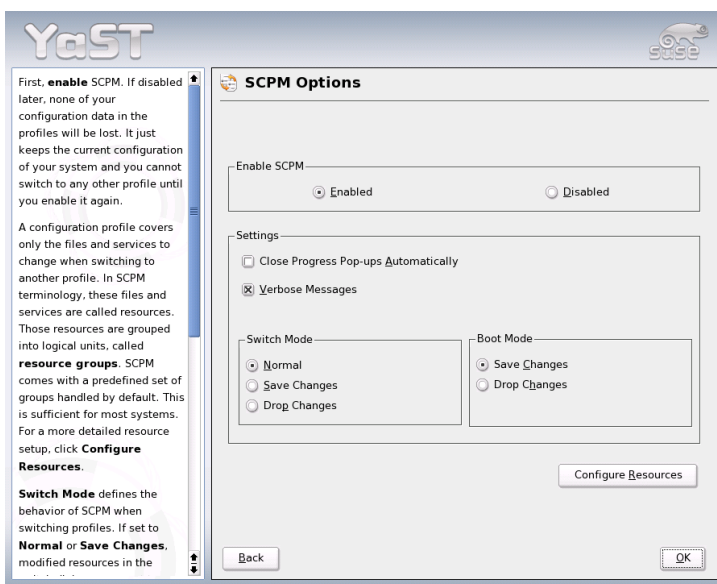 YaST
SUSE
First, enable SCPM. If disabled
later, none of your
configuration data in the
profiles will be lost. It just
keeps the current configuration
of your system and you cannot
switch to any other profile until
you enable it again.
A configuration profile covers
only the files and services to
change when switching to
another profile. In SCPM
terminology, these files and
services are called resources.
Those resources are grouped
into logical units, called
resource groups. SCPM
comes with a predefined set of
groups handled by default. This
is sufficient for most systems.
For a more detailed resource
setup, click Configure
Resources.
Switch Mode defines the
behavior of SCPM when
switching profiles. If set to
Normal or Save Changes,
modified resources in the
SCPM Options
Enable SCPM
Enabled
Disabled
Settings
Close Progress Pop-ups Automatically
Verbose Messages
Switch Mode
Normal
Save Changes
Drop Changes
Boot Mode
Save Changes
Drop Changes
Configure Resources
Back
OK